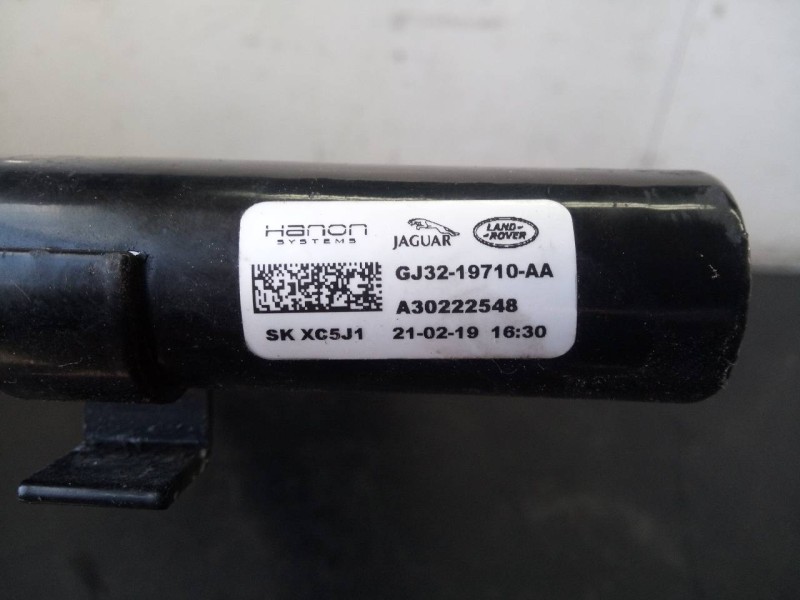 Hanon SYSTEMS
JAGUAR
LAND ROVER
GJ32-19710-AA
A30222548
SK XC5J1 21-02-19 16:30